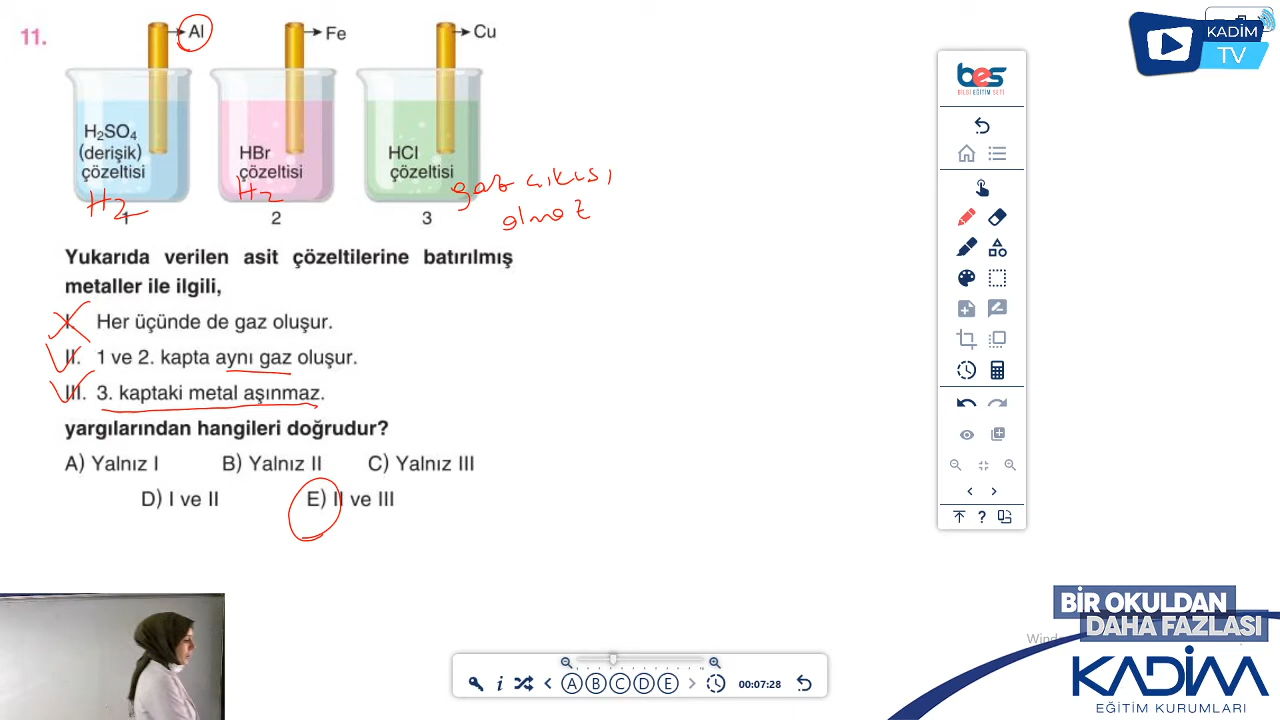 11.
Al
Fe
Cu
H₂SO₄
(derişik)
çözeltisi
HBr
çözeltisi
HCl
çözeltisi
H₂
H₂
gaz çıkışı
olmaz
1
2
3
Yukarıda verilen asit çözeltilerine batırılmış
metaller ile ilgili,
I. Her üçünde de gaz oluşur.
II. 1 ve 2. kapta aynı gaz oluşur.
III. 3. kaptaki metal aşınmaz.
yargılarından hangileri doğrudur?
A) Yalnız I B) Yalnız II C) Yalnız III
D) I ve II E) II ve III
KADİM
TV
bes
BİLGİ EĞİTİM SETİ
?
BİR OKULDAN
DAHA FAZLASI
Wind
KADİM
EĞİTİM KURUMLARI
i
A B C D E
00:07:28